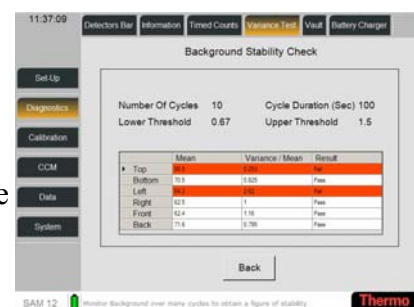 11:37:09
Detectors Bar Information Timed Counts Variance Test Vault Battery Charger
Background Stability Check
Set-Up
Diagnostics
Calibration
CCM
Data
System
Number Of Cycles 10 Cycle Duration (Sec) 100
Lower Threshold 0.67 Upper Threshold 1.5
Mean Variance / Mean Result
Top Fail
Bottom 70.5 0.825 Pass
Left Fail
Right 62.5 1 Pass
Front 62.4 1.16 Pass
Back 71.6 0.795 Pass
e
Back
SAM 12 Monitor Background over many cycles to obtain a figure of stability Thermo